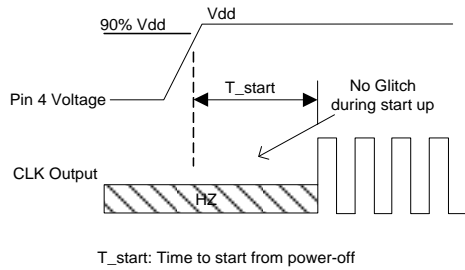 Vdd
90% Vdd
T_start
No Glitch
during start up
Pin 4 Voltage
CLK Output
HZ
T_start: Time to start from power-off